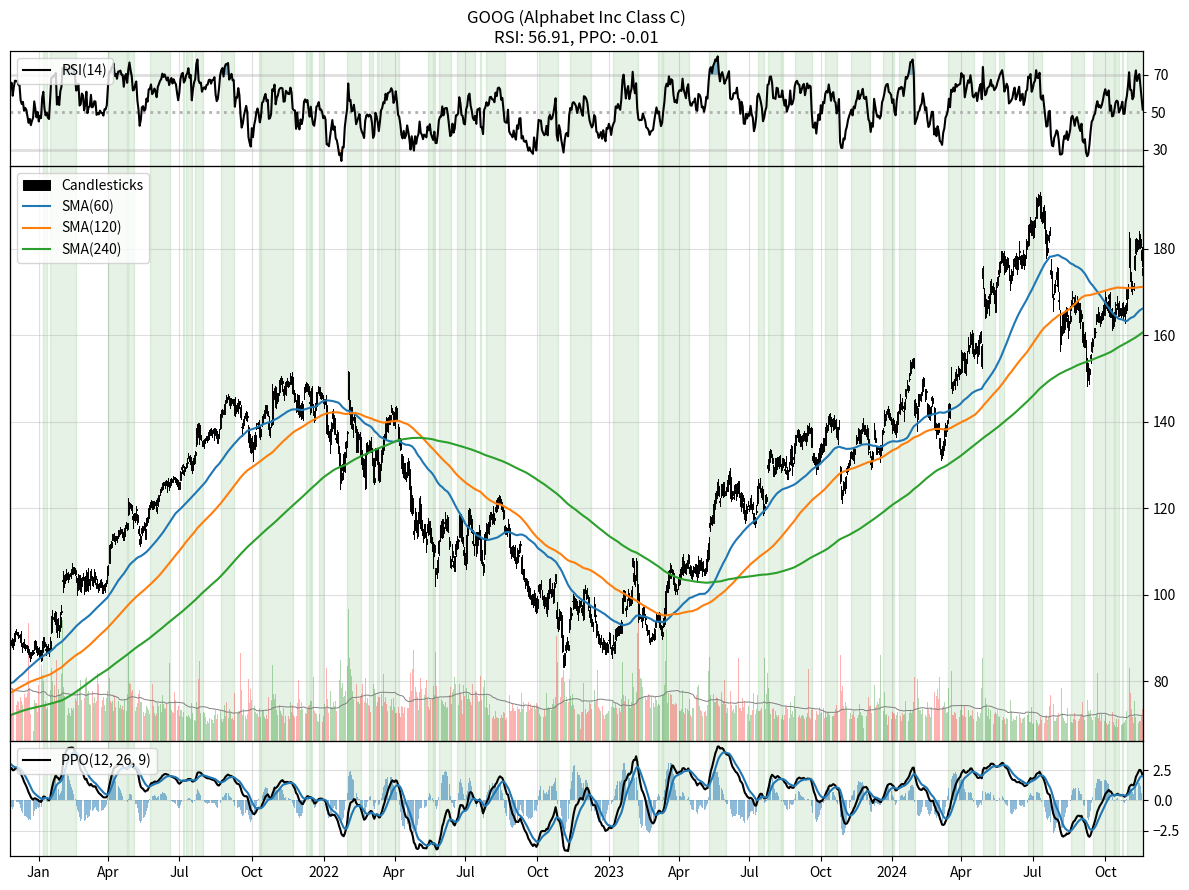 GOOG (Alphabet Inc Class C)
RSI: 56.91, PPO: -0.01
RSI(14)
70
50
30
Candlesticks
SMA(60)
SMA(120)
SMA(240)
180
160
140
120
100
80
PPO(12, 26, 9)
2.5
0.0
−2.5
Jan Apr Jul Oct 2022 Apr Jul Oct 2023 Apr Jul Oct 2024 Apr Jul Oct